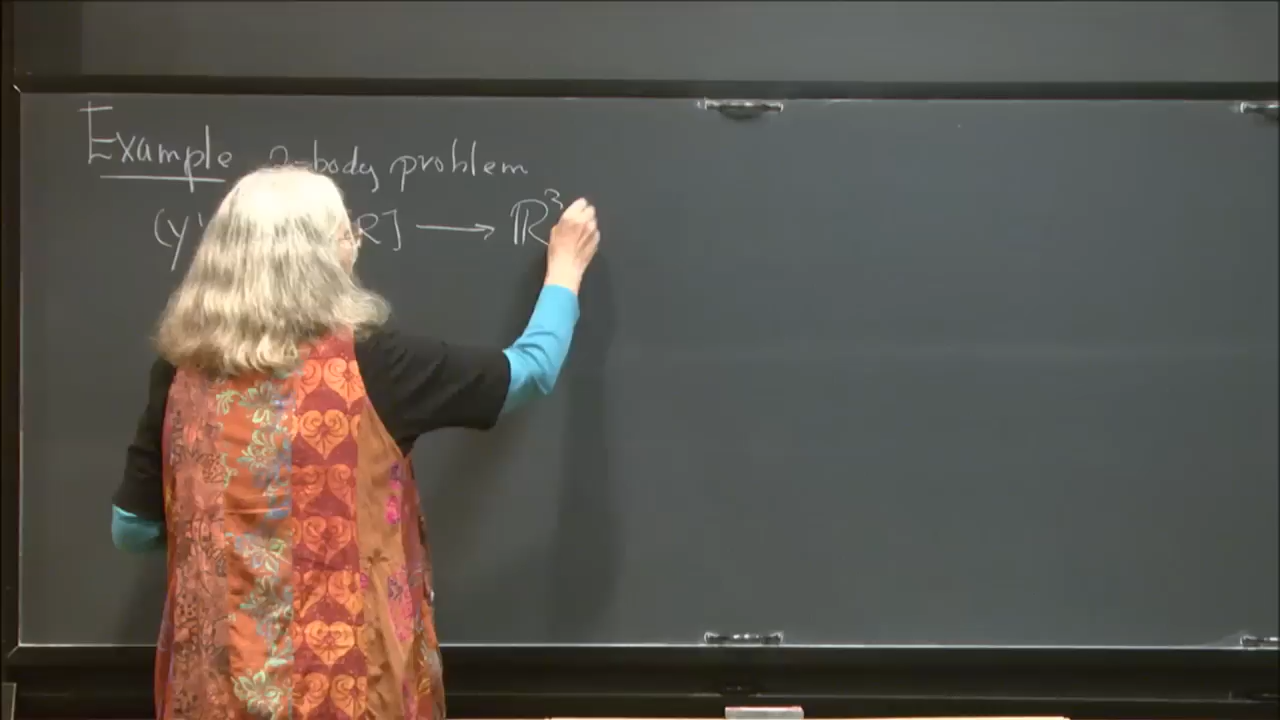 Example 2-body problem
(y' R] ⟶ ℝ³